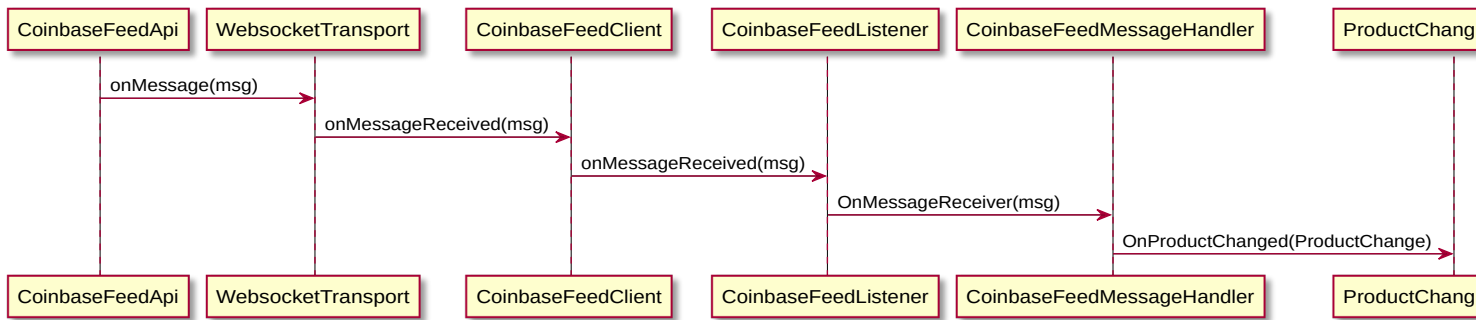 CoinbaseFeedApi WebsocketTransport CoinbaseFeedClient CoinbaseFeedListener CoinbaseFeedMessageHandler ProductChang
onMessage(msg)
onMessageReceived(msg)
onMessageReceived(msg)
OnMessageReceiver(msg)
OnProductChanged(ProductChange)
CoinbaseFeedApi WebsocketTransport CoinbaseFeedClient CoinbaseFeedListener CoinbaseFeedMessageHandler ProductChang